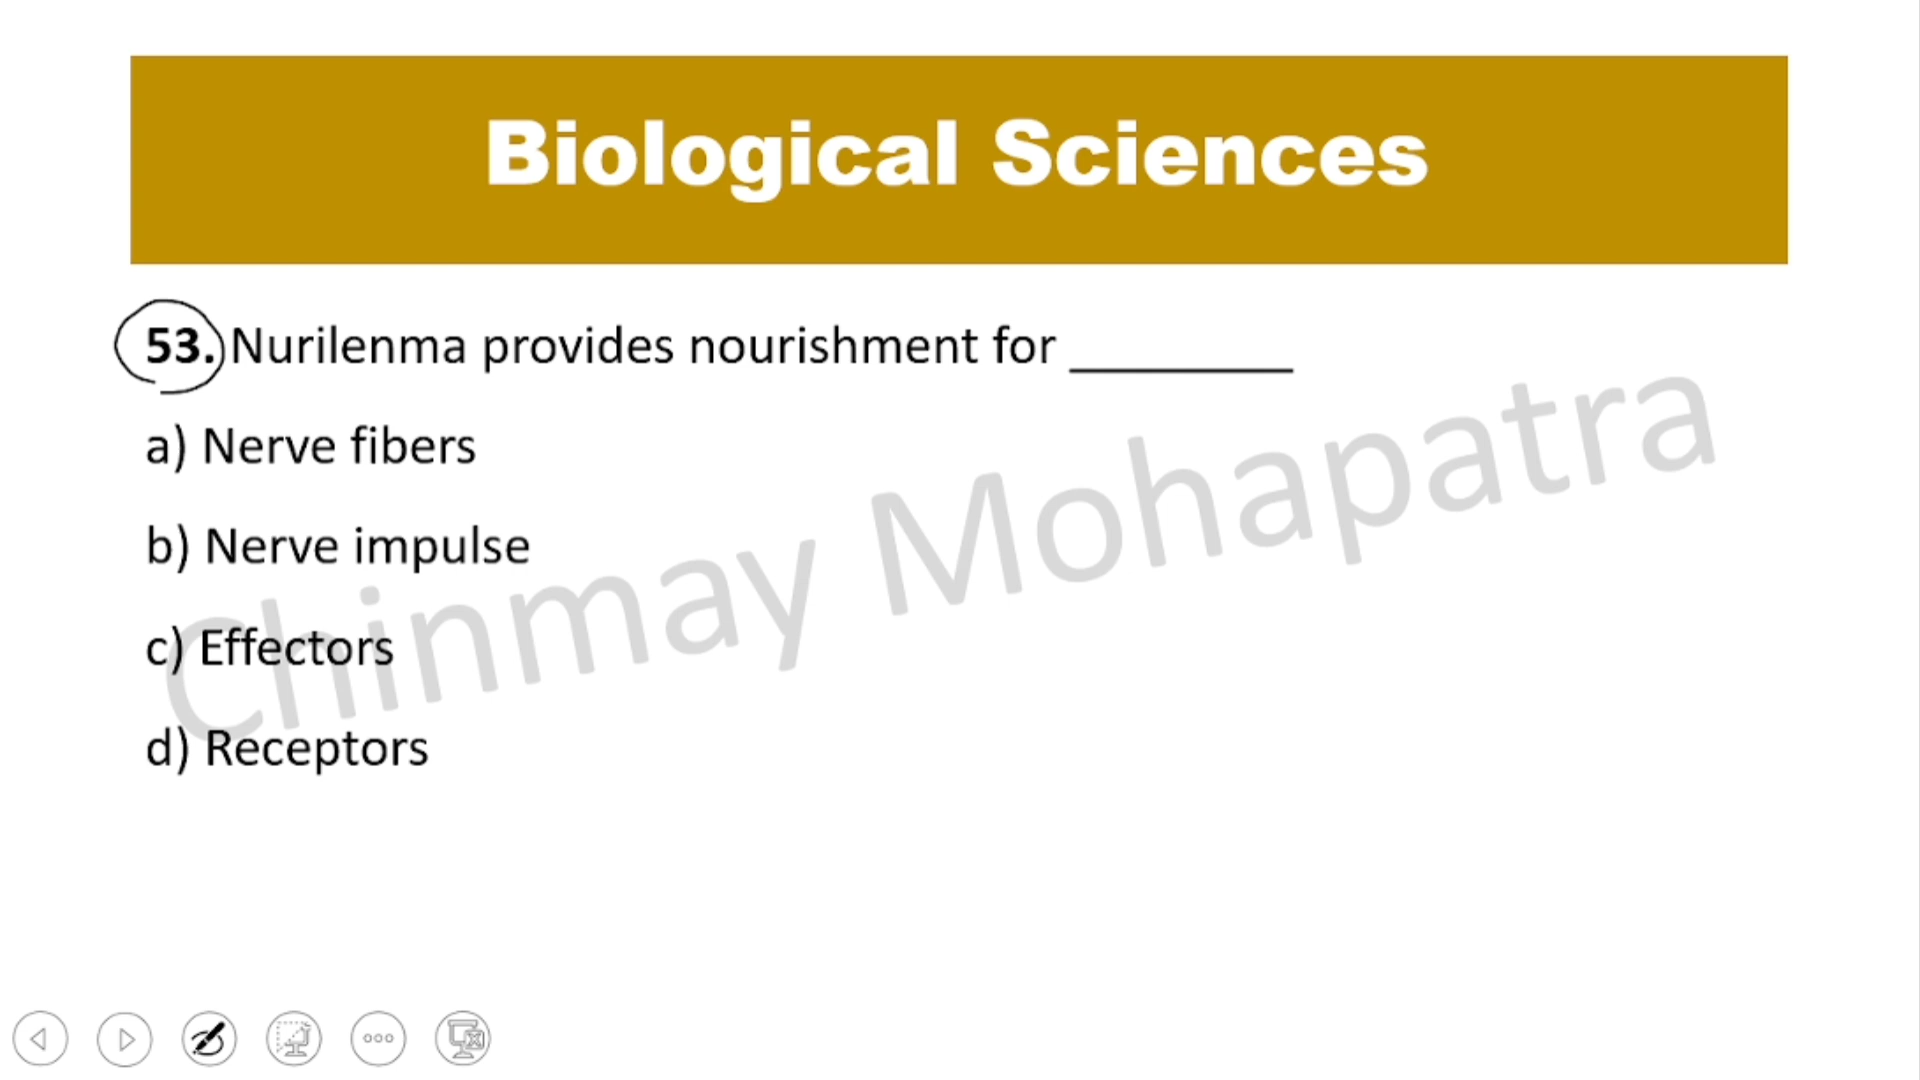 Biological Sciences
53. Nurilenma provides nourishment for ________
a) Nerve fibers
b) Nerve impulse
c) Effectors
d) Receptors
Chinmay Mohapatra